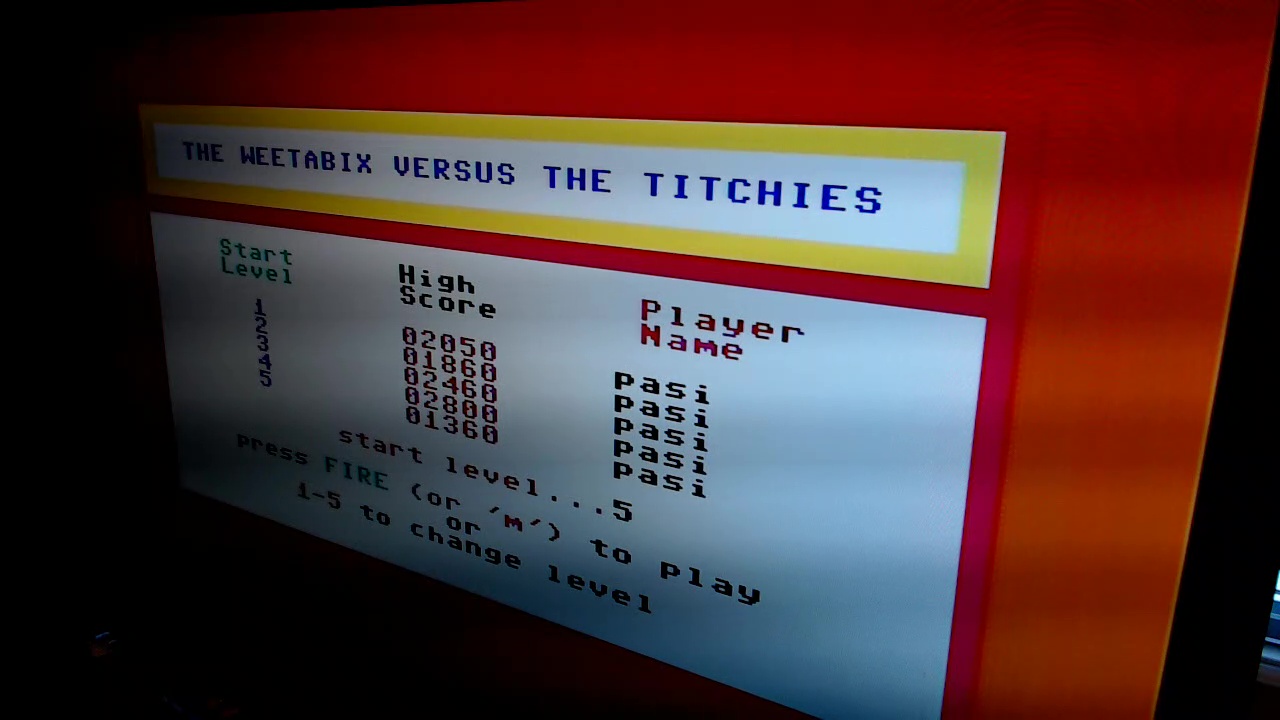 THE WEETABIX VERSUS THE TITCHIES
Start Level High Score Player Name
1 02050 pasi
2 01860 pasi
3 02460 pasi
4 02800 pasi
5 01360 pasi
start level...5
press FIRE (or 'M') to play
or
1-5 to change level